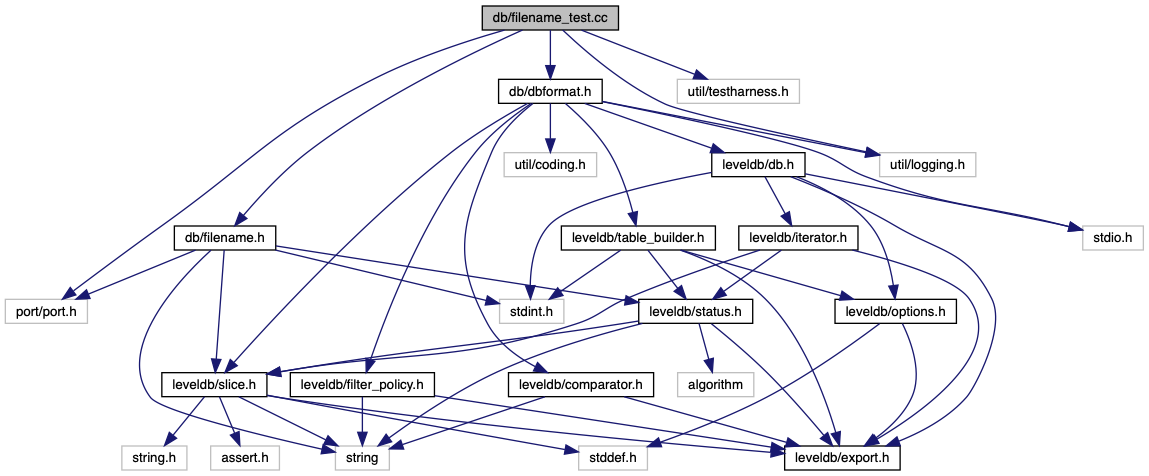 db/filename_test.cc
db/dbformat.h
util/testharness.h
util/coding.h
leveldb/db.h
util/logging.h
db/filename.h
leveldb/table_builder.h
leveldb/iterator.h
stdio.h
port/port.h
stdint.h
leveldb/status.h
leveldb/options.h
leveldb/slice.h
leveldb/filter_policy.h
leveldb/comparator.h
algorithm
string.h
assert.h
string
stddef.h
leveldb/export.h